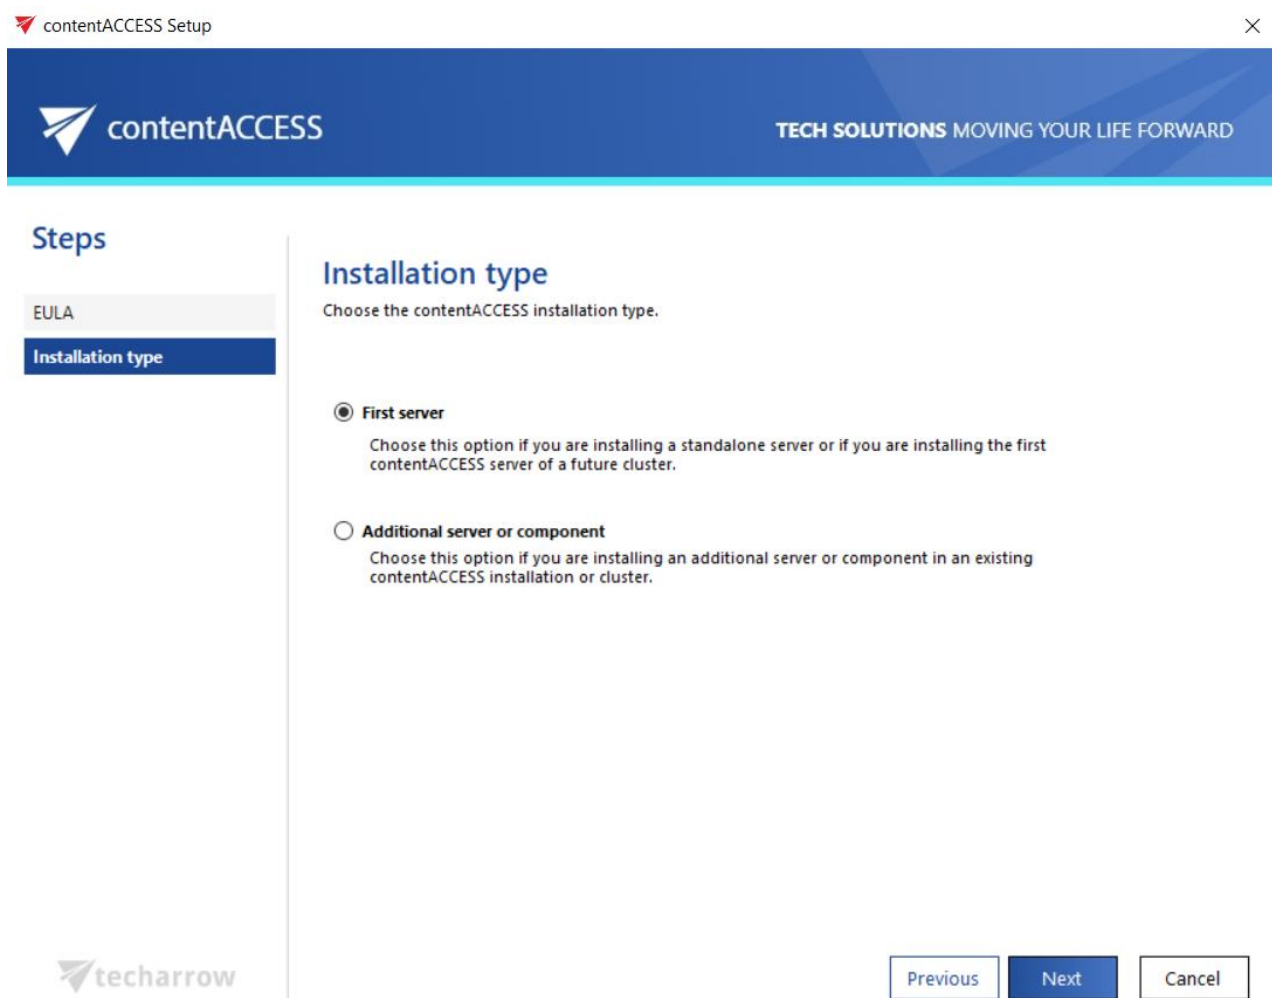 contentACCESS Setup
contentACCESS
TECH SOLUTIONS MOVING YOUR LIFE FORWARD
Steps
EULA
Installation type
Installation type
Choose the contentACCESS installation type.
First server
Choose this option if you are installing a standalone server or if you are installing the first
contentACCESS server of a future cluster.
Additional server or component
Choose this option if you are installing an additional server or component in an existing
contentACCESS installation or cluster.
techarrow
Previous
Next
Cancel